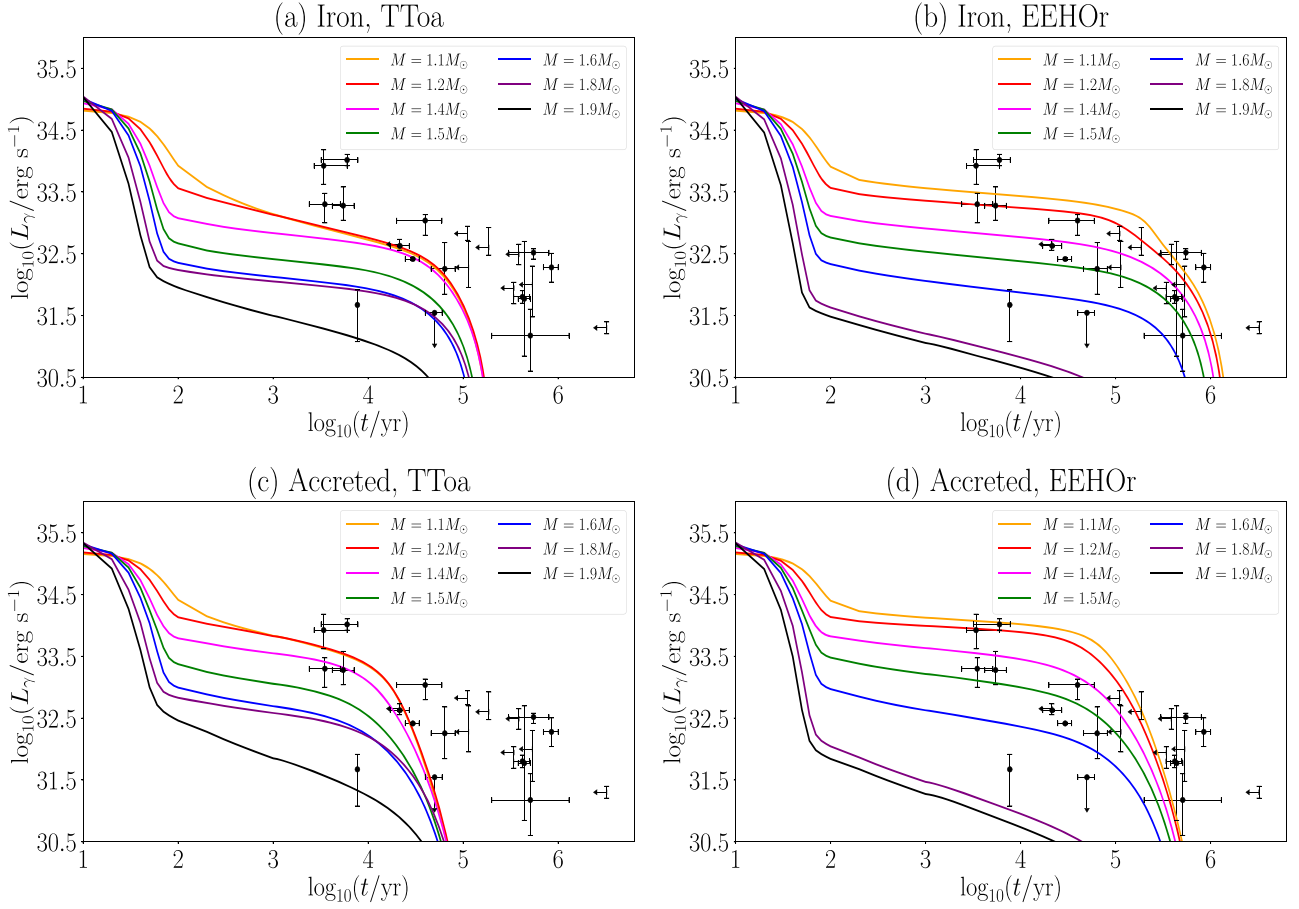 (a) Iron, TToa
35.5
34.5
33.5
32.5
31.5
30.5
log₁₀(Lγ/erg s⁻¹)
M = 1.1M⊙
M = 1.2M⊙
M = 1.4M⊙
M = 1.5M⊙
M = 1.6M⊙
M = 1.8M⊙
M = 1.9M⊙
1 2 3 4 5 6
log₁₀(t/yr)
(b) Iron, EEHOr
35.5
34.5
33.5
32.5
31.5
30.5
log₁₀(Lγ/erg s⁻¹)
M = 1.1M⊙
M = 1.2M⊙
M = 1.4M⊙
M = 1.5M⊙
M = 1.6M⊙
M = 1.8M⊙
M = 1.9M⊙
1 2 3 4 5 6
log₁₀(t/yr)
(c) Accreted, TToa
35.5
34.5
33.5
32.5
31.5
30.5
log₁₀(Lγ/erg s⁻¹)
M = 1.1M⊙
M = 1.2M⊙
M = 1.4M⊙
M = 1.5M⊙
M = 1.6M⊙
M = 1.8M⊙
M = 1.9M⊙
1 2 3 4 5 6
log₁₀(t/yr)
(d) Accreted, EEHOr
35.5
34.5
33.5
32.5
31.5
30.5
log₁₀(Lγ/erg s⁻¹)
M = 1.1M⊙
M = 1.2M⊙
M = 1.4M⊙
M = 1.5M⊙
M = 1.6M⊙
M = 1.8M⊙
M = 1.9M⊙
1 2 3 4 5 6
log₁₀(t/yr)